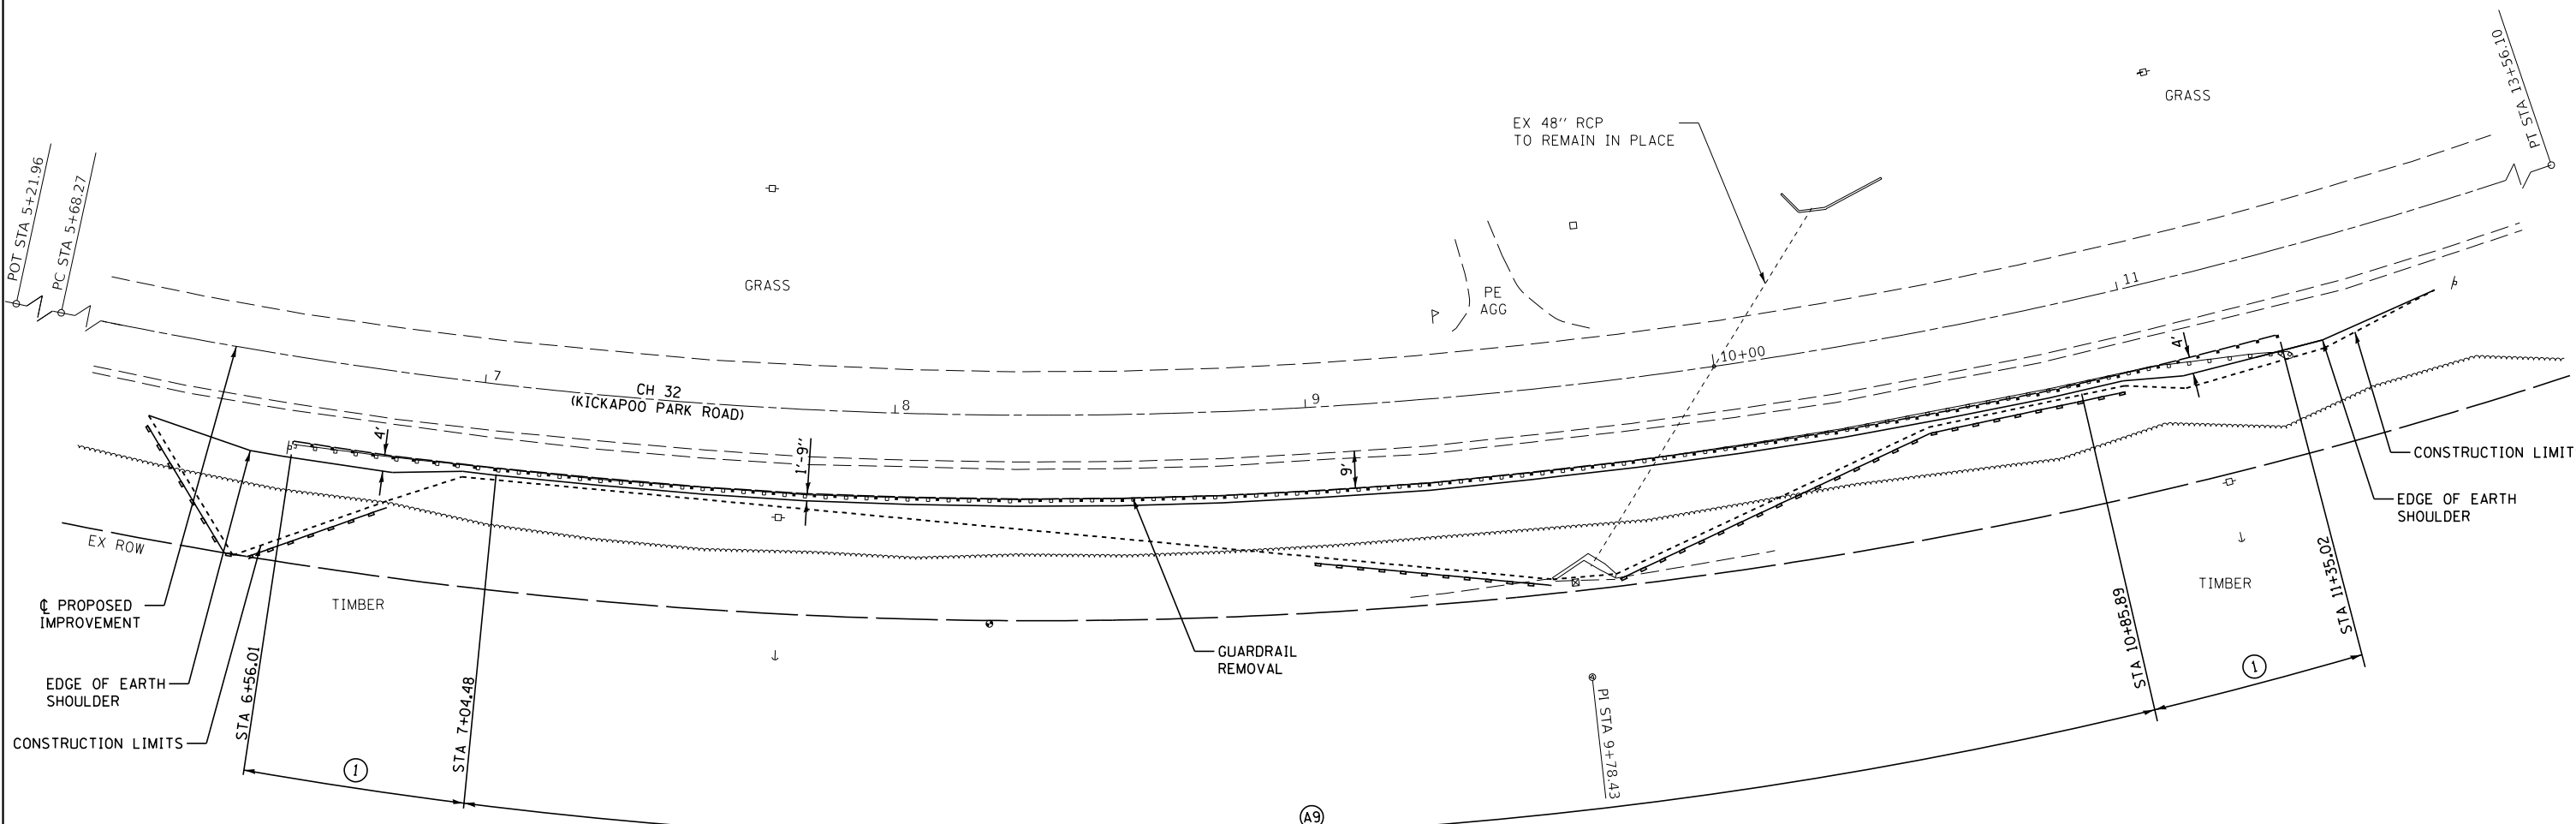 POT STA 5+21.96
PC STA 5+68.27
PT STA 13+56.10
GRASS
GRASS
EX 48'' RCP
TO REMAIN IN PLACE
PE
AGG
GRASS
7
CH 32
(KICKAPOO PARK ROAD)
8
9
10+00
11
4'
1'-9''
9'
4'
CONSTRUCTION LIMIT
EDGE OF EARTH
SHOULDER
EX ROW
TIMBER
TIMBER
℄ PROPOSED
IMPROVEMENT
EDGE OF EARTH
SHOULDER
CONSTRUCTION LIMITS
GUARDRAIL
REMOVAL
STA 6+56.01
STA 7+04.48
PI STA 9+78.43
STA 10+85.89
STA 11+35.02
1
1
A9